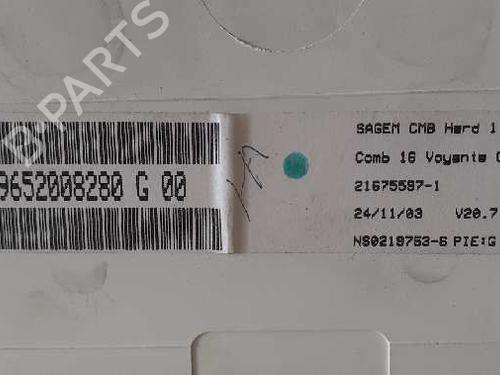 B-PARTS
9652008280 G 00
SAGEM CMB Hard 1
Comb 16 Voyants
21675587-1
24/11/03 V20.7
NS0219753-6 PIE:G